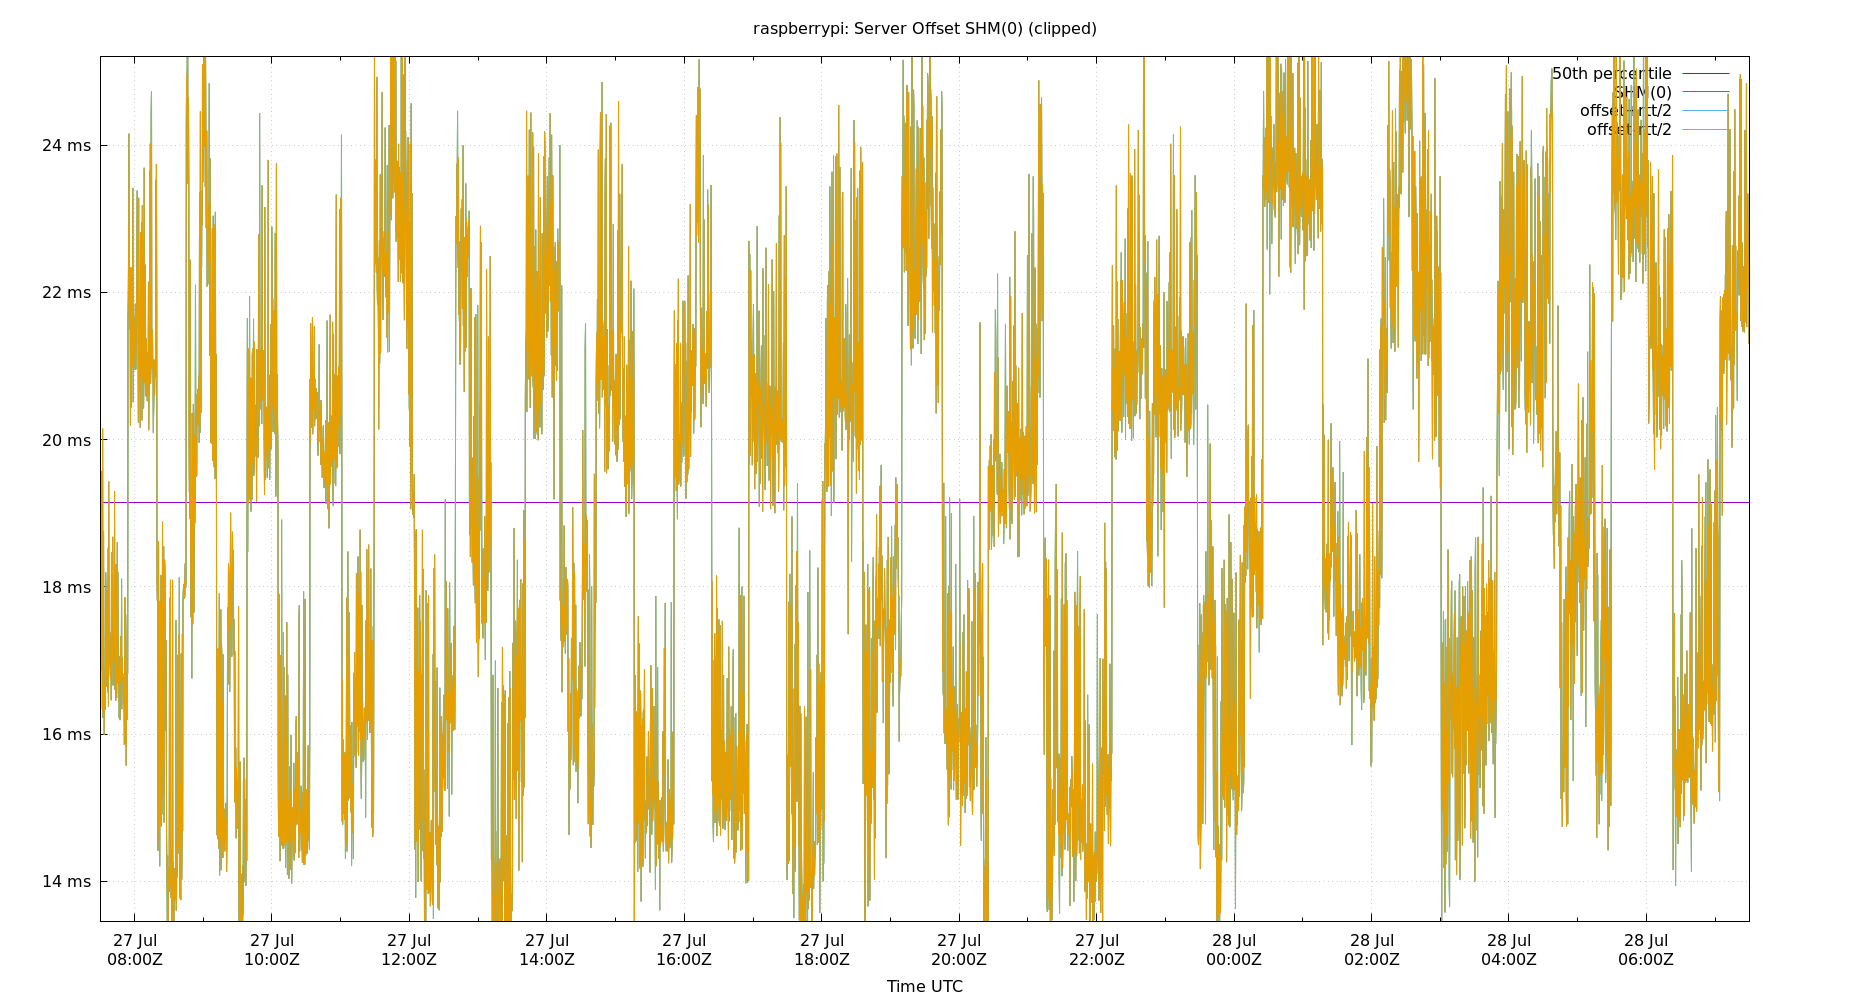 raspberrypi: Server Offset SHM(0) (clipped)
50th percentile
SHM(0)
offset+rtt/2
offset-rtt/2
24 ms
22 ms
20 ms
18 ms
16 ms
14 ms
27 Jul 27 Jul 27 Jul 27 Jul 27 Jul 27 Jul 27 Jul 27 Jul 28 Jul 28 Jul 28 Jul 28 Jul
08:00Z 10:00Z 12:00Z 14:00Z 16:00Z 18:00Z 20:00Z 22:00Z 00:00Z 02:00Z 04:00Z 06:00Z
Time UTC